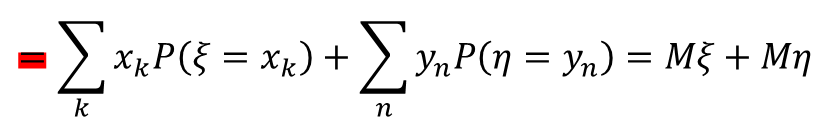 = ∑_k x_k P(ξ = x_k) + ∑_n y_n P(η = y_n) = Mξ + Mη